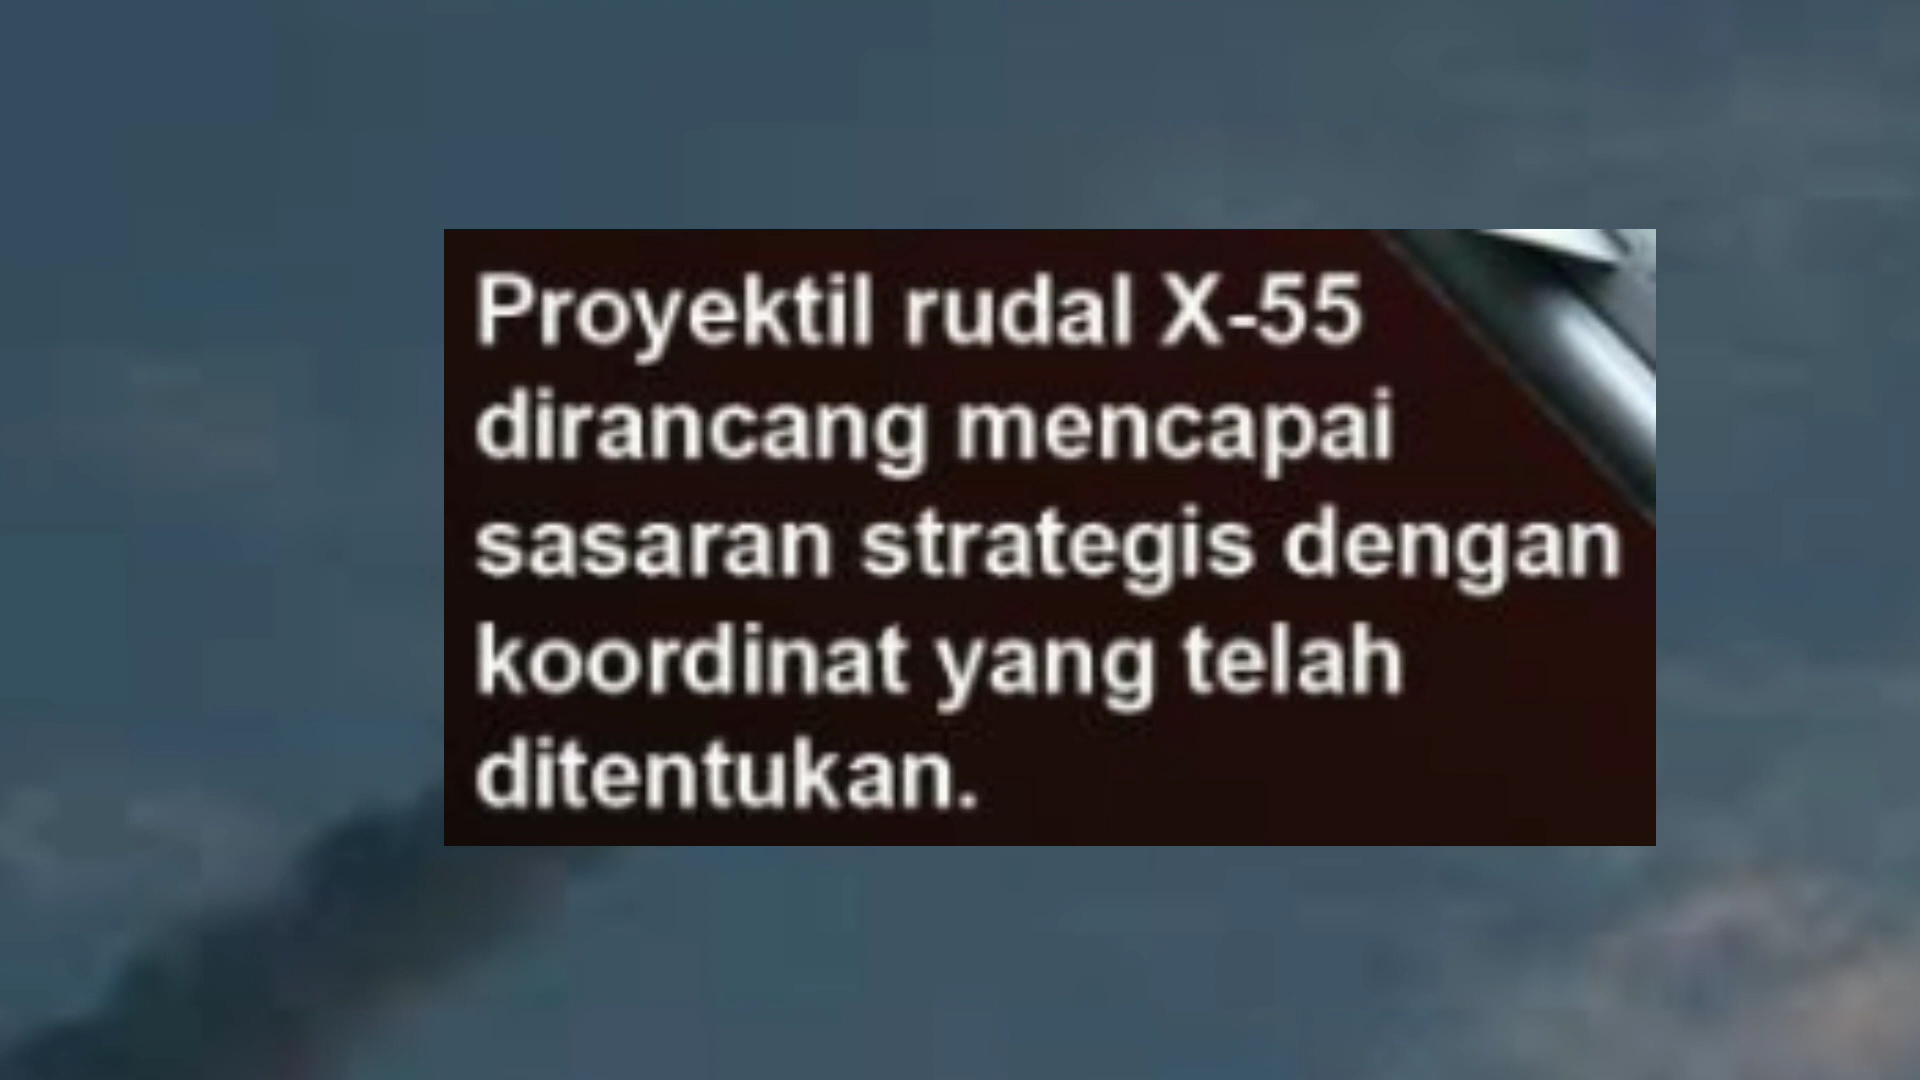 Proyektil rudal X-55
dirancang mencapai
sasaran strategis dengan
koordinat yang telah
ditentukan.